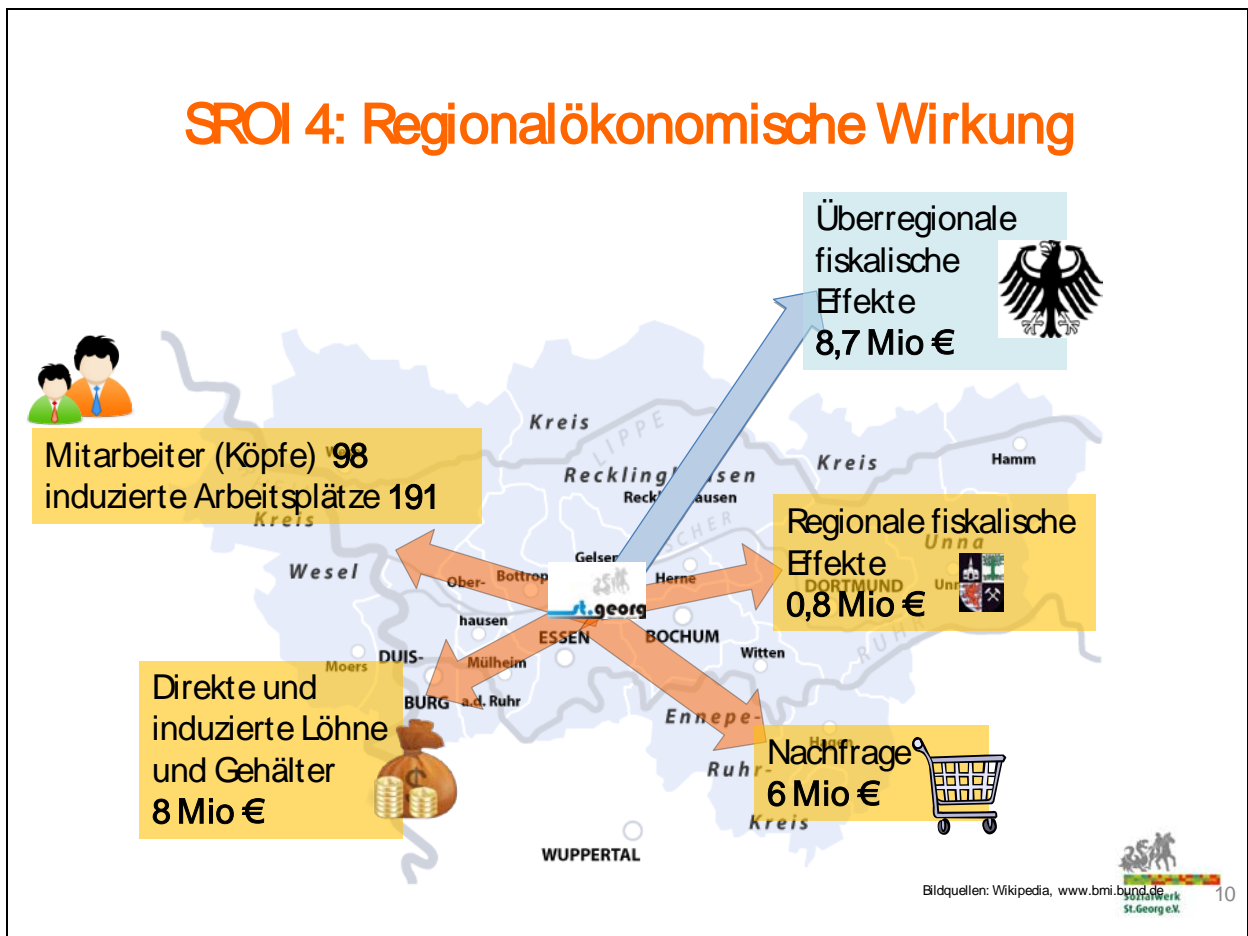 SROI 4: Regionalökonomische Wirkung
Überregionale
fiskalische
Effekte
8,7 Mio €
Mitarbeiter (Köpfe) 98
induzierte Arbeitsplätze 191
Kreis
Wesel
Kreis
LIPPE
Recklinghausen
Recklinghausen
Kreis
Hamm
Regionale fiskalische
Effekte
0,8 Mio €
Unna
DORTMUND
Ober-
hausen
Bottrop
st.georg
Herne
ESSEN
BOCHUM
Witten
RUHR
Moers
DUIS-
BURG
Mülheim
a.d. Ruhr
Direkte und
induzierte Löhne
und Gehälter
8 Mio €
Ennepe-
Ruhr-
Kreis
Hagen
Nachfrage
6 Mio €
WUPPERTAL
Bildquellen: Wikipedia, www.bmi.bund.de
Sozialwerk
St.Georg e.V.
10